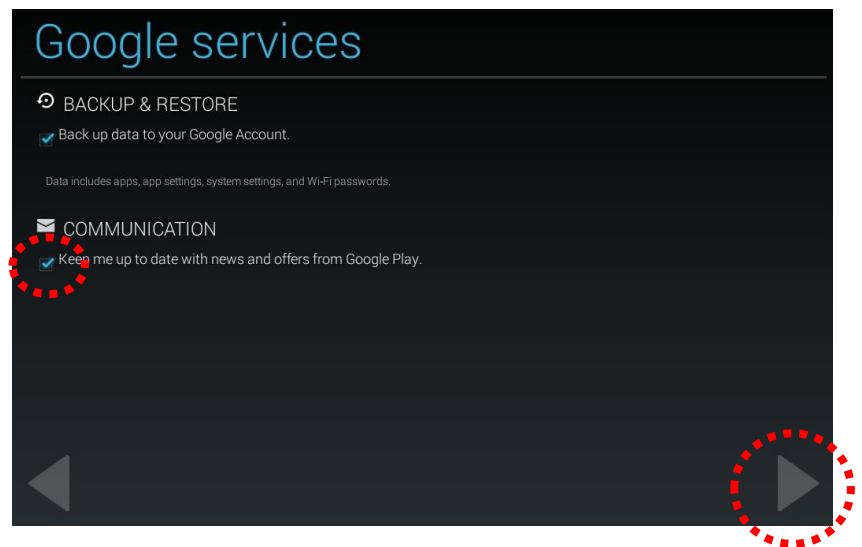 Google services
BACKUP & RESTORE
Back up data to your Google Account.
Data includes apps, app settings, system settings, and Wi-Fi passwords.
COMMUNICATION
Keep me up to date with news and offers from Google Play.